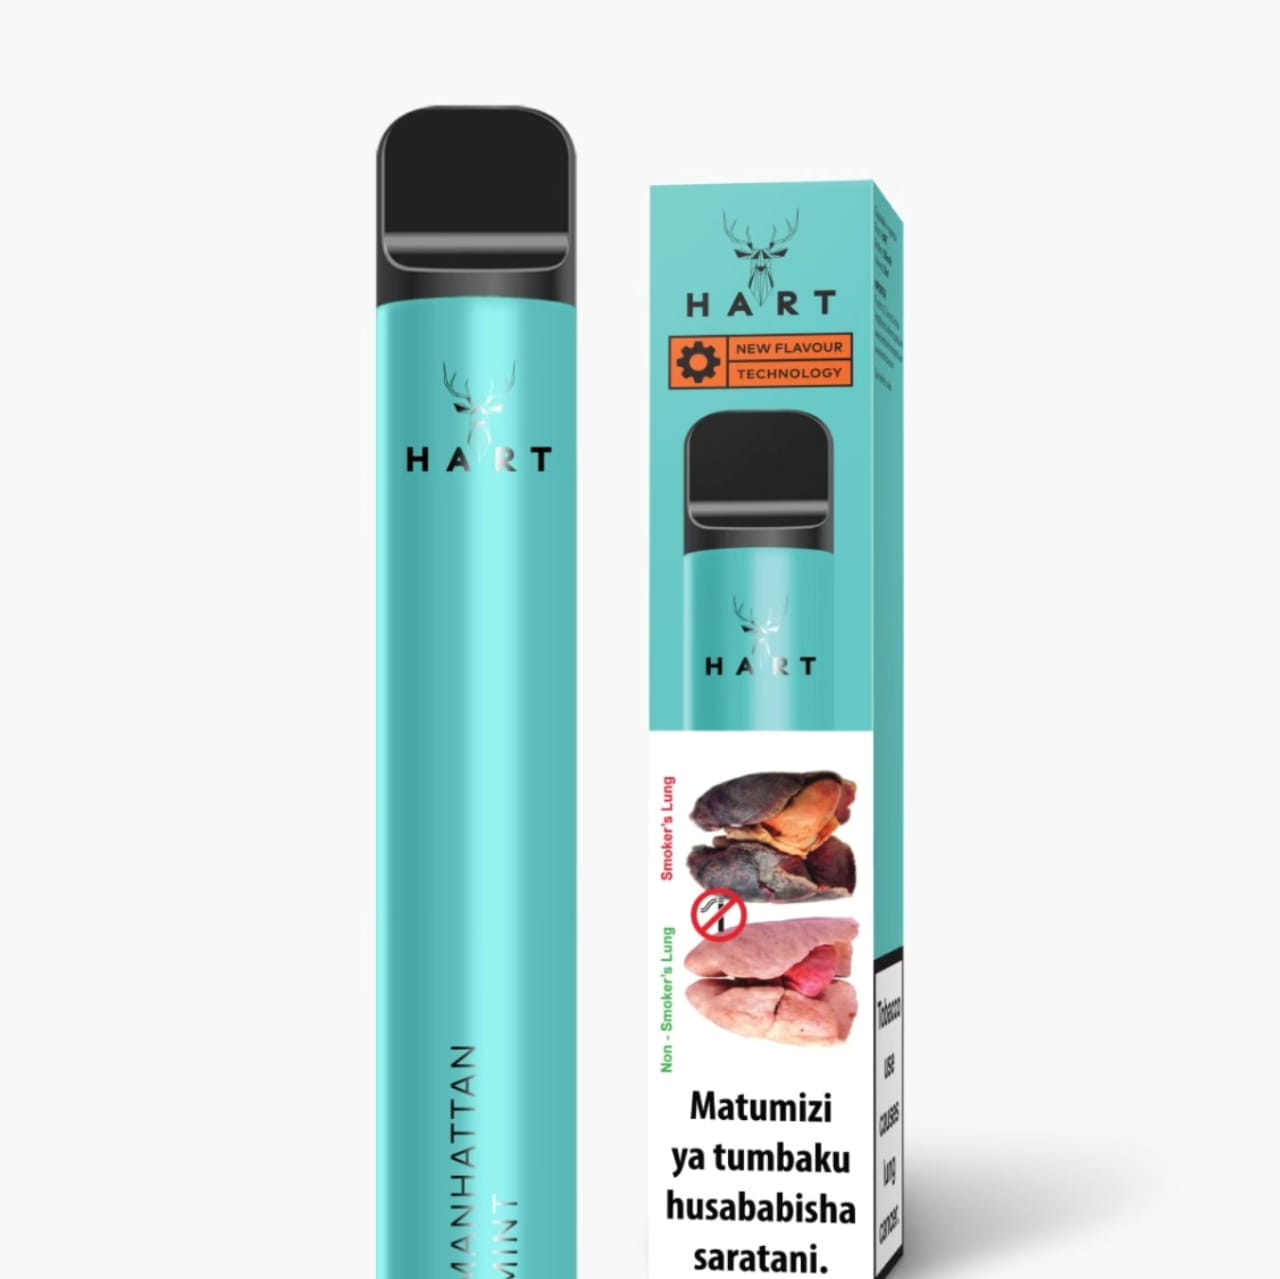 HART
MANHATTAN
MINT
HART
NEW FLAVOUR
TECHNOLOGY
HART
Smoker's Lung
Non - Smoker's Lung
Matumizi
ya tumbaku
husababisha
saratani.
Tobacco
use
causes
lung
cancer.